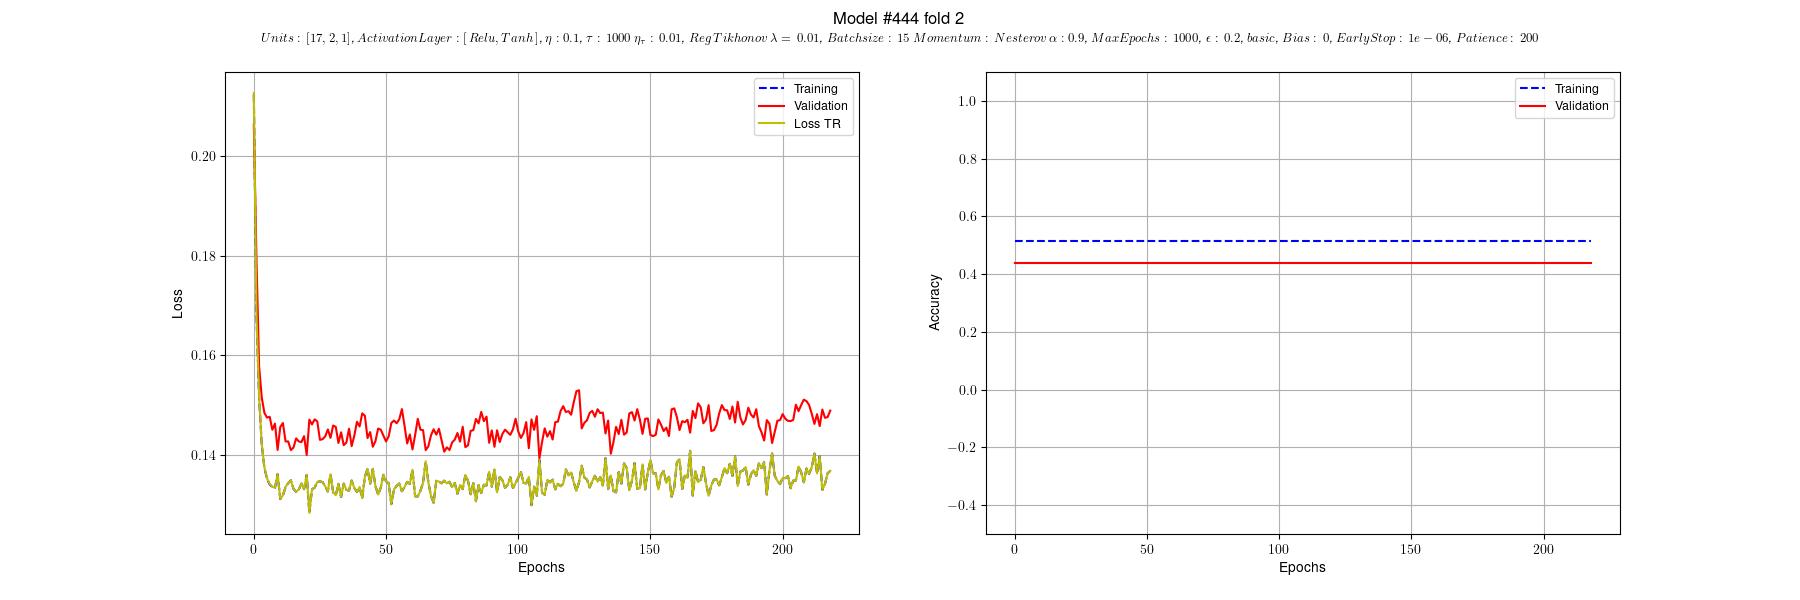 Model #444 fold 2
Units : [17, 2, 1], ActivationLayer : [ Relu, Tanh ], η : 0.1, τ : 1000 η_τ : 0.01, Reg Tikhonov λ = 0.01, Batchsize : 15 Momentum : Nesterov α : 0.9, MaxEpochs : 1000, ϵ : 0.2, basic, Bias : 0, EarlyStop : 1e − 06, Patience : 200
Training
Validation
Loss TR
0.20
0.18
0.16
0.14
Loss
0 50 100 150 200
Epochs
Training
Validation
1.0
0.8
0.6
0.4
0.2
0.0
−0.2
−0.4
Accuracy
0 50 100 150 200
Epochs